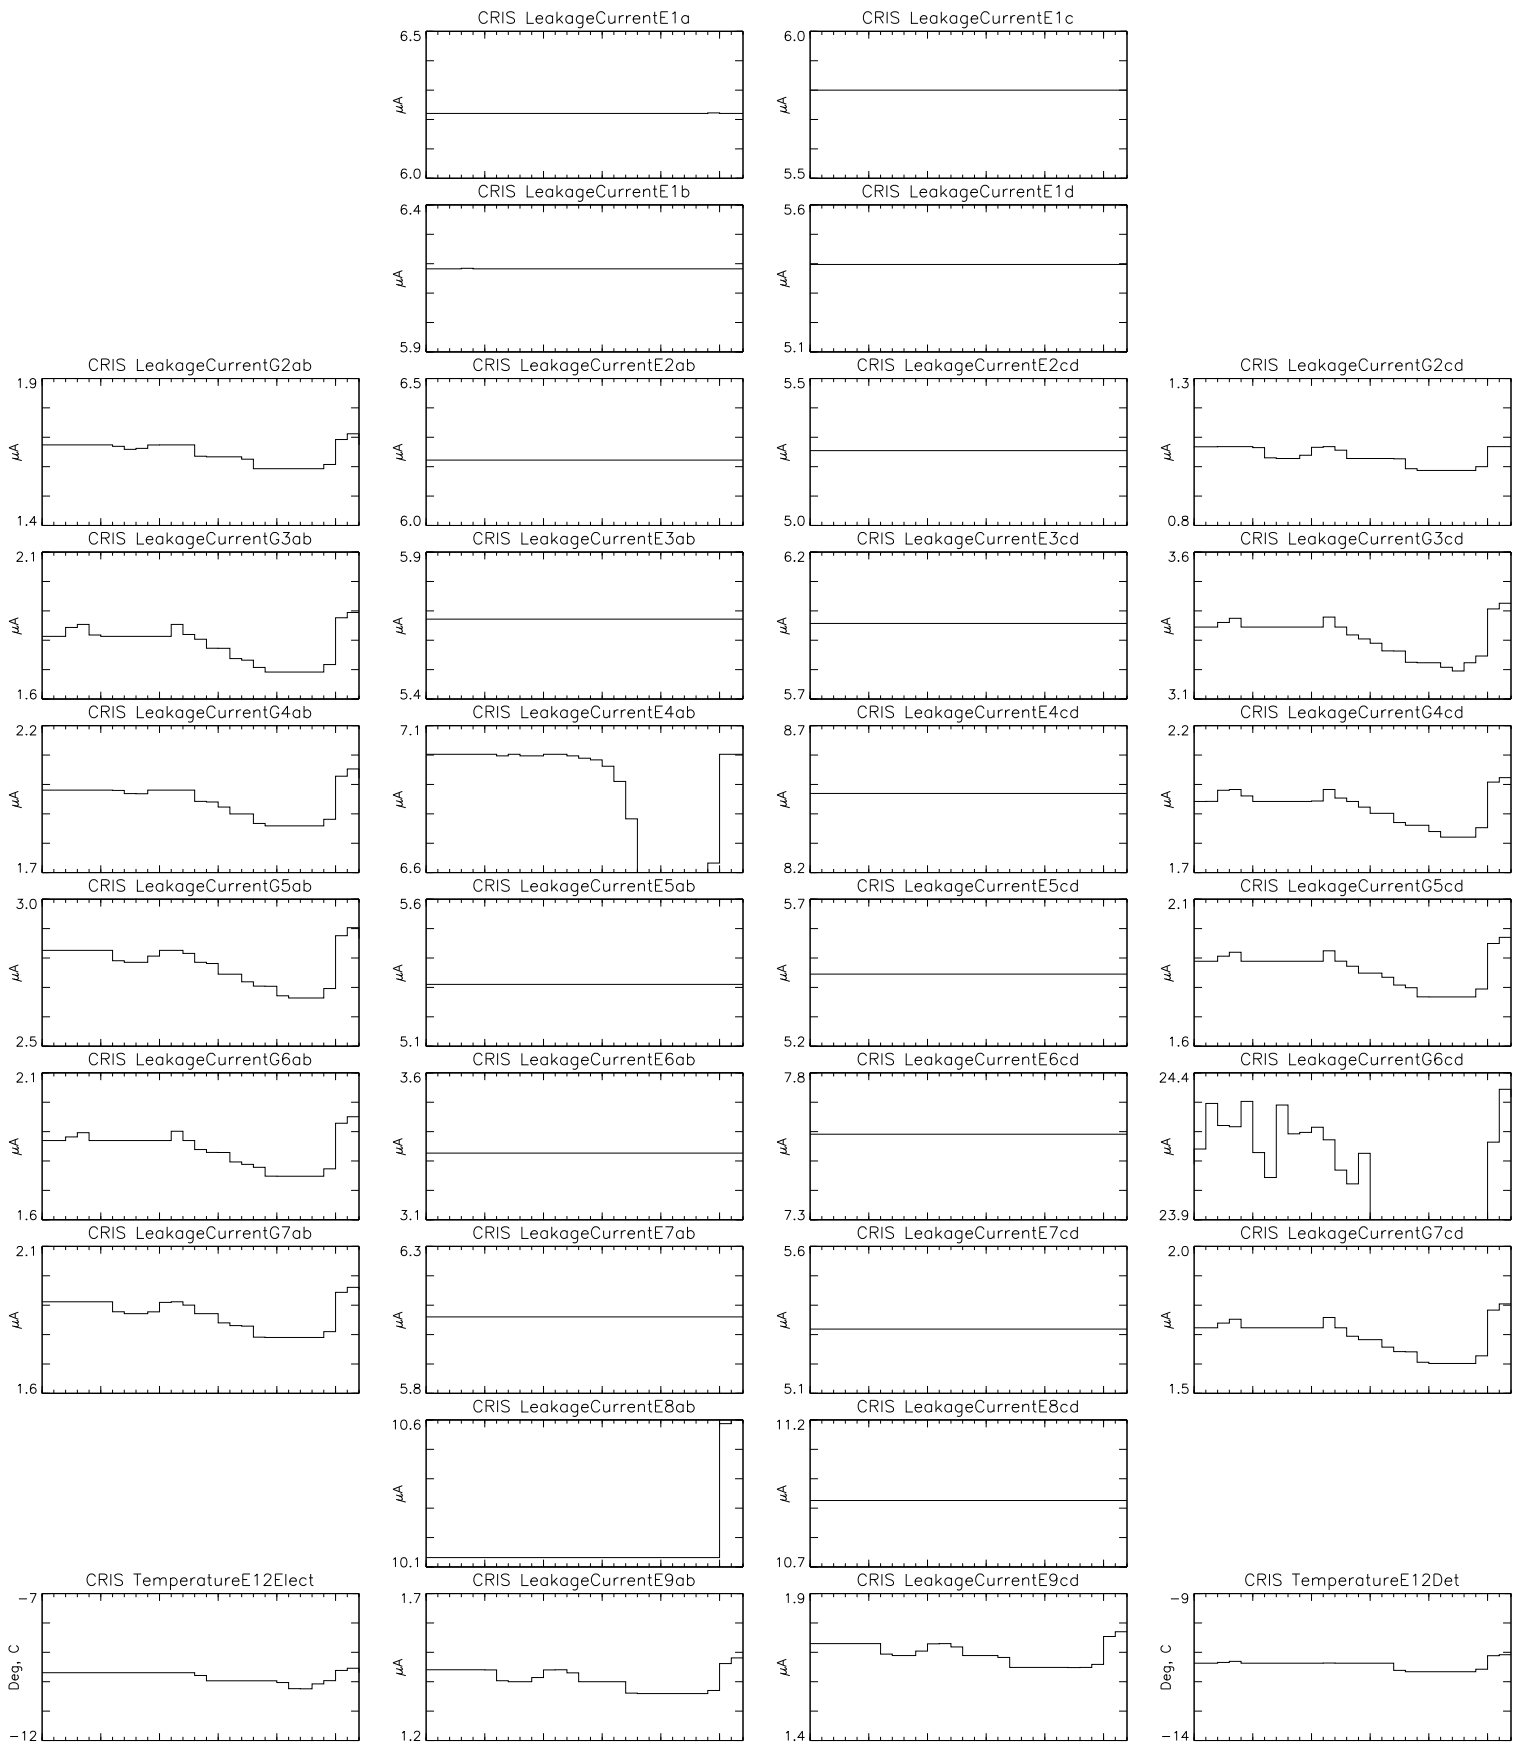 CRIS LeakageCurrentE1a
6.5
μA
6.0
CRIS LeakageCurrentE1c
6.0
μA
5.5
CRIS LeakageCurrentE1b
6.4
μA
5.9
CRIS LeakageCurrentE1d
5.6
μA
5.1
CRIS LeakageCurrentG2ab
1.9
μA
1.4
CRIS LeakageCurrentE2ab
6.5
μA
6.0
CRIS LeakageCurrentE2cd
5.5
μA
5.0
CRIS LeakageCurrentG2cd
1.3
μA
0.8
CRIS LeakageCurrentG3ab
2.1
μA
1.6
CRIS LeakageCurrentE3ab
5.9
μA
5.4
CRIS LeakageCurrentE3cd
6.2
μA
5.7
CRIS LeakageCurrentG3cd
3.6
μA
3.1
CRIS LeakageCurrentG4ab
2.2
μA
1.7
CRIS LeakageCurrentE4ab
7.1
μA
6.6
CRIS LeakageCurrentE4cd
8.7
μA
8.2
CRIS LeakageCurrentG4cd
2.2
μA
1.7
CRIS LeakageCurrentG5ab
3.0
μA
2.5
CRIS LeakageCurrentE5ab
5.6
μA
5.1
CRIS LeakageCurrentE5cd
5.7
μA
5.2
CRIS LeakageCurrentG5cd
2.1
μA
1.6
CRIS LeakageCurrentG6ab
2.1
μA
1.6
CRIS LeakageCurrentE6ab
3.6
μA
3.1
CRIS LeakageCurrentE6cd
7.8
μA
7.3
CRIS LeakageCurrentG6cd
24.4
μA
23.9
CRIS LeakageCurrentG7ab
2.1
μA
1.6
CRIS LeakageCurrentE7ab
6.3
μA
5.8
CRIS LeakageCurrentE7cd
5.6
μA
5.1
CRIS LeakageCurrentG7cd
2.0
μA
1.5
CRIS LeakageCurrentE8ab
10.6
μA
10.1
CRIS LeakageCurrentE8cd
11.2
μA
10.7
CRIS TemperatureE12Elect
-7
Deg, C
-12
CRIS LeakageCurrentE9ab
1.7
μA
1.2
CRIS LeakageCurrentE9cd
1.9
μA
1.4
CRIS TemperatureE12Det
-9
Deg, C
-14